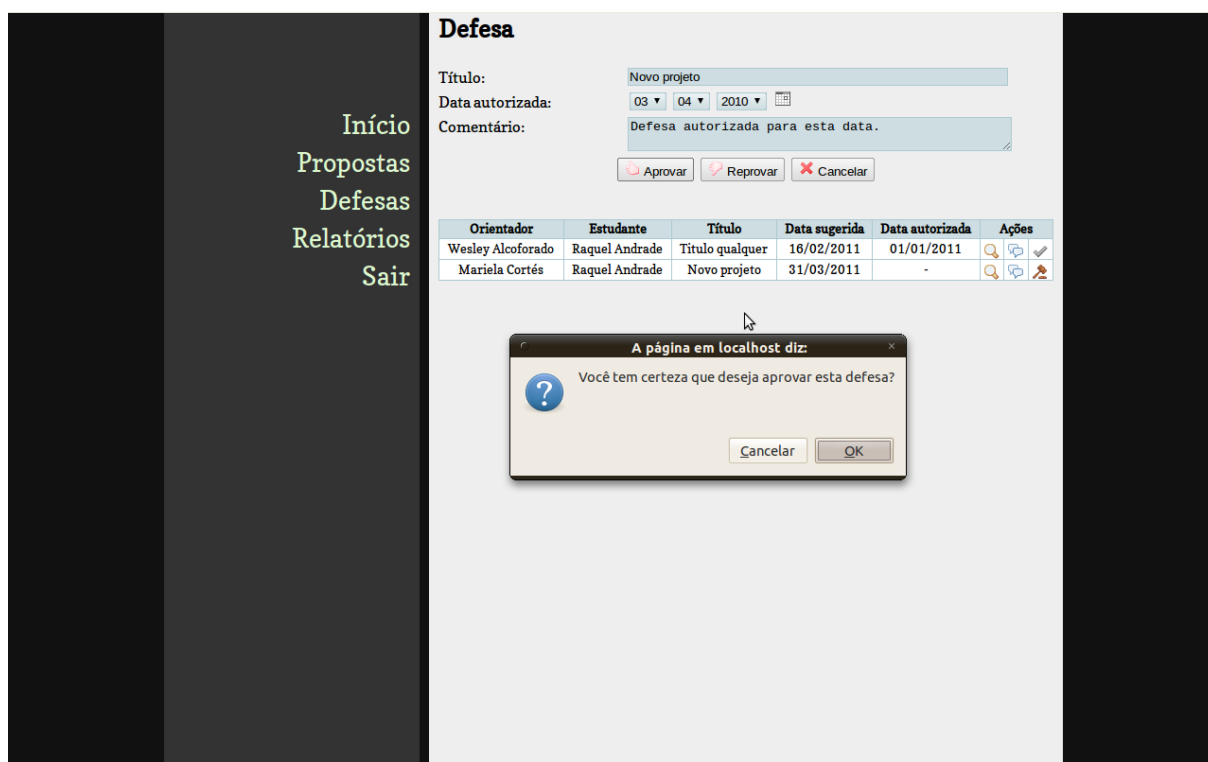 Início
Propostas
Defesas
Relatórios
Sair
Defesa
Título: Novo projeto
Data autorizada: 03 04 2010
Comentário: Defesa autorizada para esta data.
Aprovar Reprovar Cancelar
Orientador Estudante Título Data sugerida Data autorizada Ações
Wesley Alcoforado Raquel Andrade Titulo qualquer 16/02/2011 01/01/2011
Mariela Cortés Raquel Andrade Novo projeto 31/03/2011 -
A página em localhost diz:
Você tem certeza que deseja aprovar esta defesa?
Cancelar OK